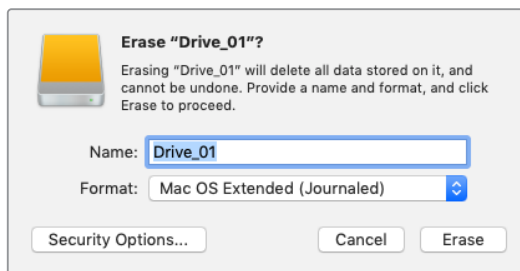 Erase “Drive_01”?
Erasing “Drive_01” will delete all data stored on it, and
cannot be undone. Provide a name and format, and click
Erase to proceed.
Name: Drive_01
Format: Mac OS Extended (Journaled)
Security Options... Cancel Erase